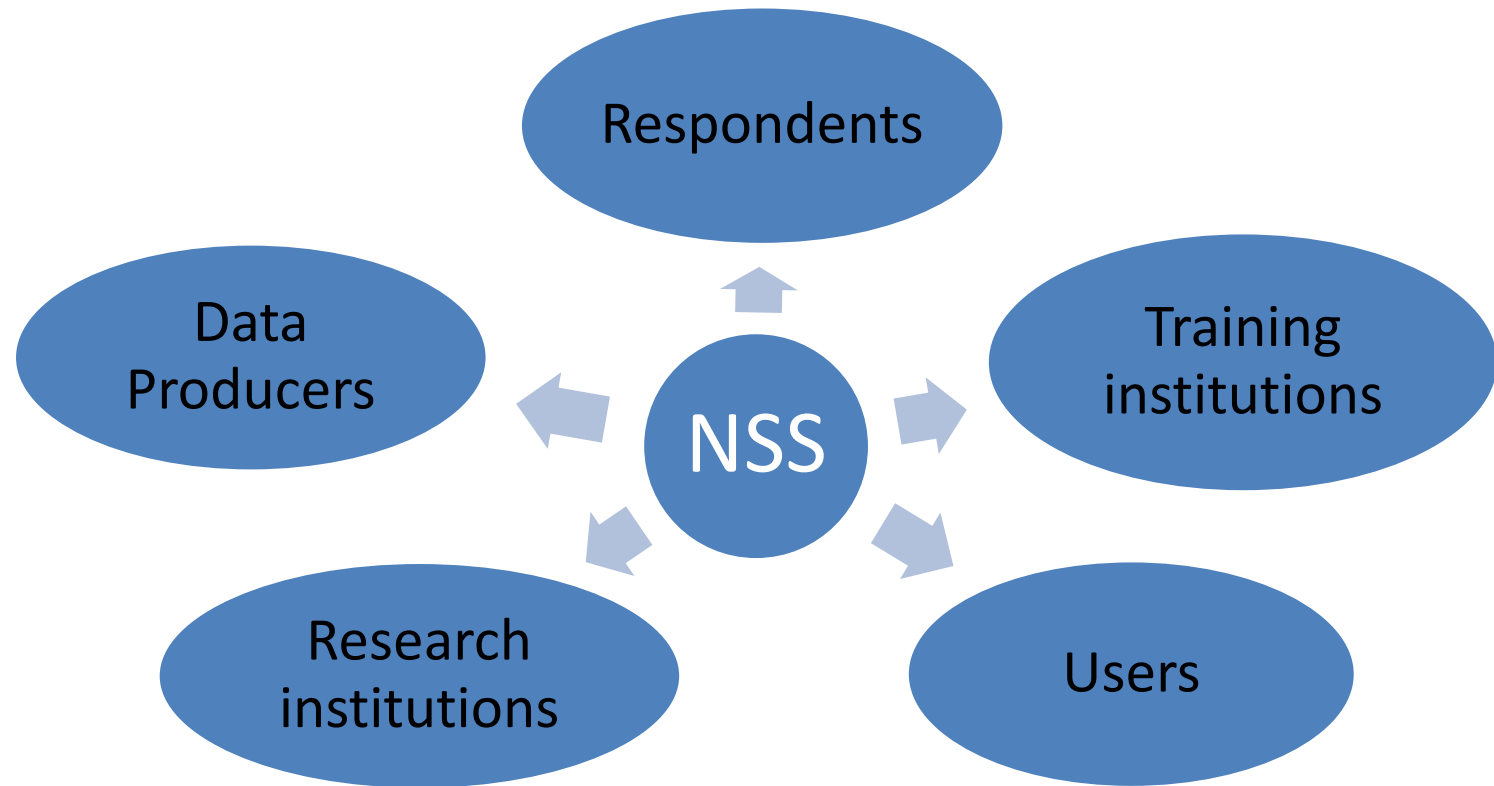 Respondents
Data
Producers
Training
institutions
NSS
Research
institutions
Users